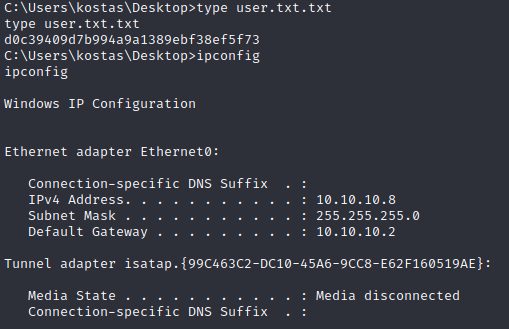 C:\Users\kostas\Desktop>type user.txt.txt
type user.txt.txt
d0c39409d7b994a9a1389ebf38ef5f73
C:\Users\kostas\Desktop>ipconfig
ipconfig

Windows IP Configuration


Ethernet adapter Ethernet0:

   Connection-specific DNS Suffix  . :
   IPv4 Address. . . . . . . . . . . : 10.10.10.8
   Subnet Mask . . . . . . . . . . . : 255.255.255.0
   Default Gateway . . . . . . . . . : 10.10.10.2

Tunnel adapter isatap.{99C463C2-DC10-45A6-9CC8-E62F160519AE}:

   Media State . . . . . . . . . . . : Media disconnected
   Connection-specific DNS Suffix  . :